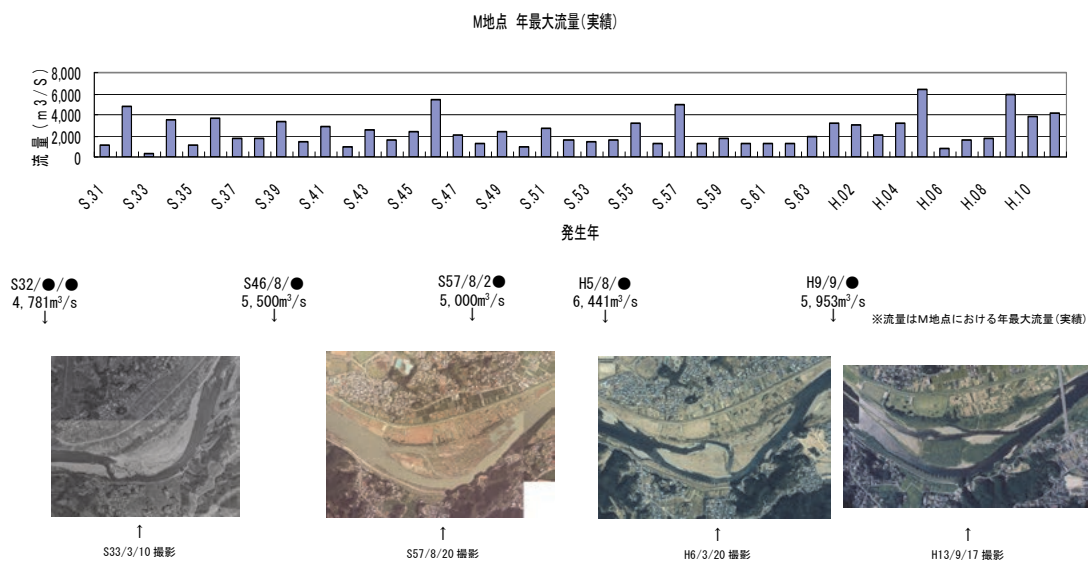 M地点 年最大流量(実績)
流量(m3/S)
8,000
6,000
4,000
2,000
0
S.31 S.33 S.35 S.37 S.39 S.41 S.43 S.45 S.47 S.49 S.51 S.53 S.55 S.57 S.59 S.61 S.63 H.02 H.04 H.06 H.08 H.10
発生年
S32/●/● S46/8/● S57/8/2● H5/8/● H9/9/●
4,781m³/s 5,500m³/s 5,000m³/s 6,441m³/s 5,953m³/s
↓ ↓ ↓ ↓ ↓
※流量はM地点における年最大流量(実績)
↑ ↑ ↑ ↑
S33/3/10 撮影 S57/8/20 撮影 H6/3/20 撮影 H13/9/17 撮影